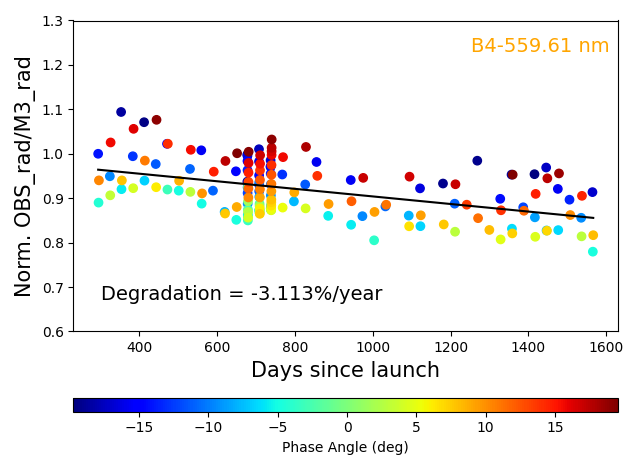 B4-559.61 nm
1.3
1.2
1.1
1.0
0.9
0.8
0.7
0.6
Norm. OBS_rad/M3_rad
Degradation = -3.113%/year
400 600 800 1000 1200 1400 1600
Days since launch
−15 −10 −5 0 5 10 15
Phase Angle (deg)